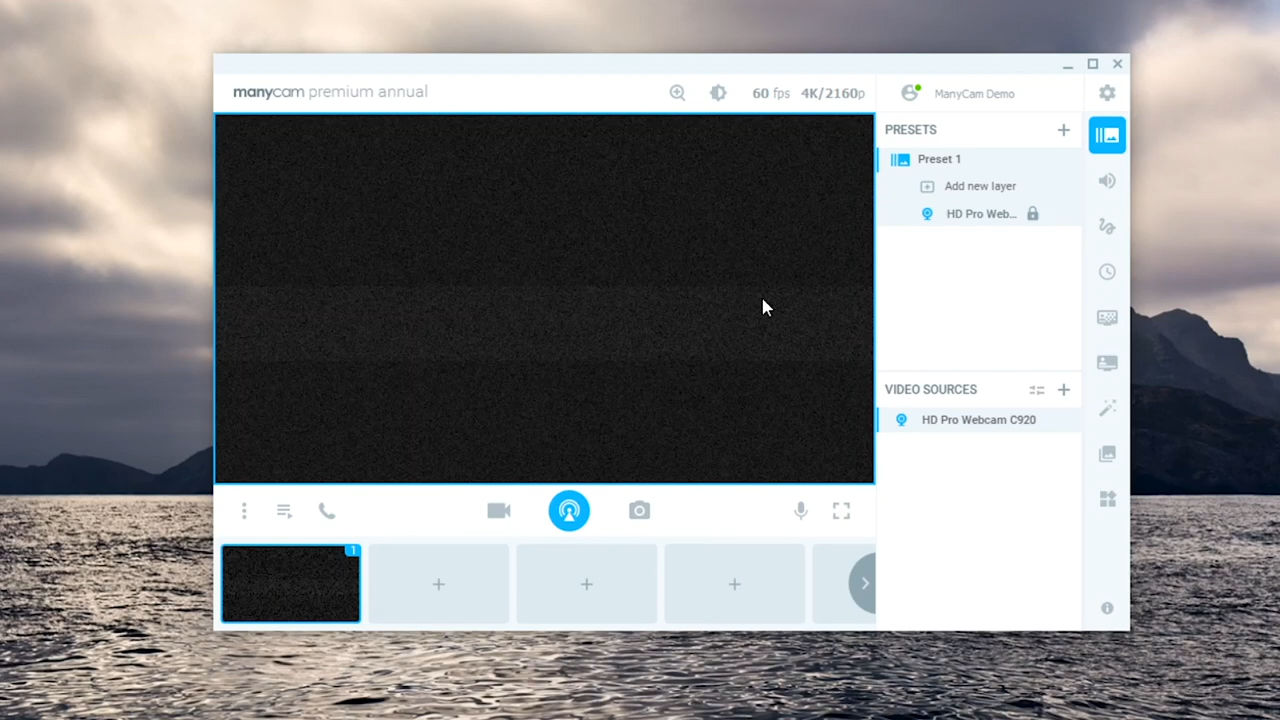 manycam premium annual
60 fps 4K/2160p
ManyCam Demo
PRESETS
Preset 1
Add new layer
HD Pro Web...
VIDEO SOURCES
HD Pro Webcam C920
1